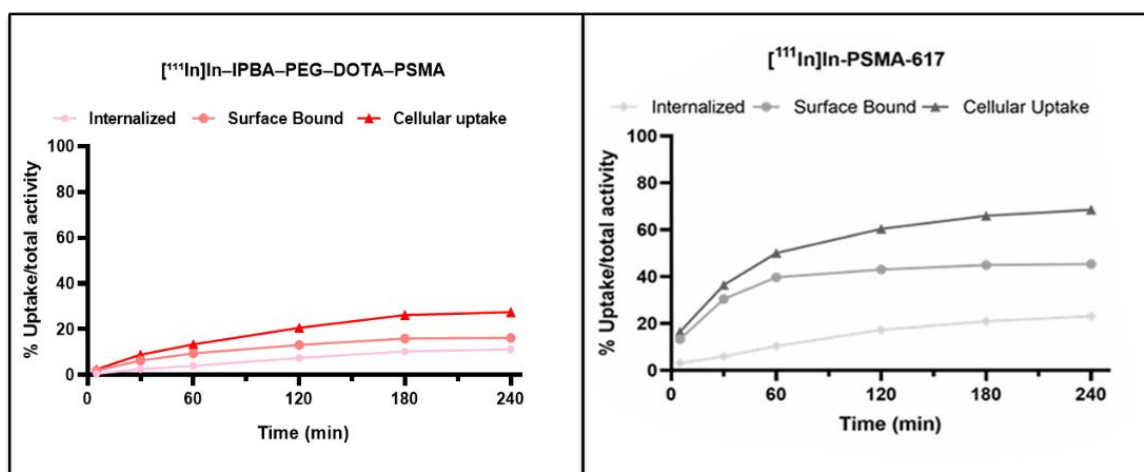 [¹¹¹In]In–IPBA–PEG–DOTA–PSMA
Internalized Surface Bound Cellular uptake
% Uptake/total activity
100
80
60
40
20
0
0 60 120 180 240
Time (min)
[¹¹¹In]In-PSMA-617
Internalized Surface Bound Cellular Uptake
% Uptake/total activity
100
80
60
40
20
0
0 60 120 180 240
Time (min)